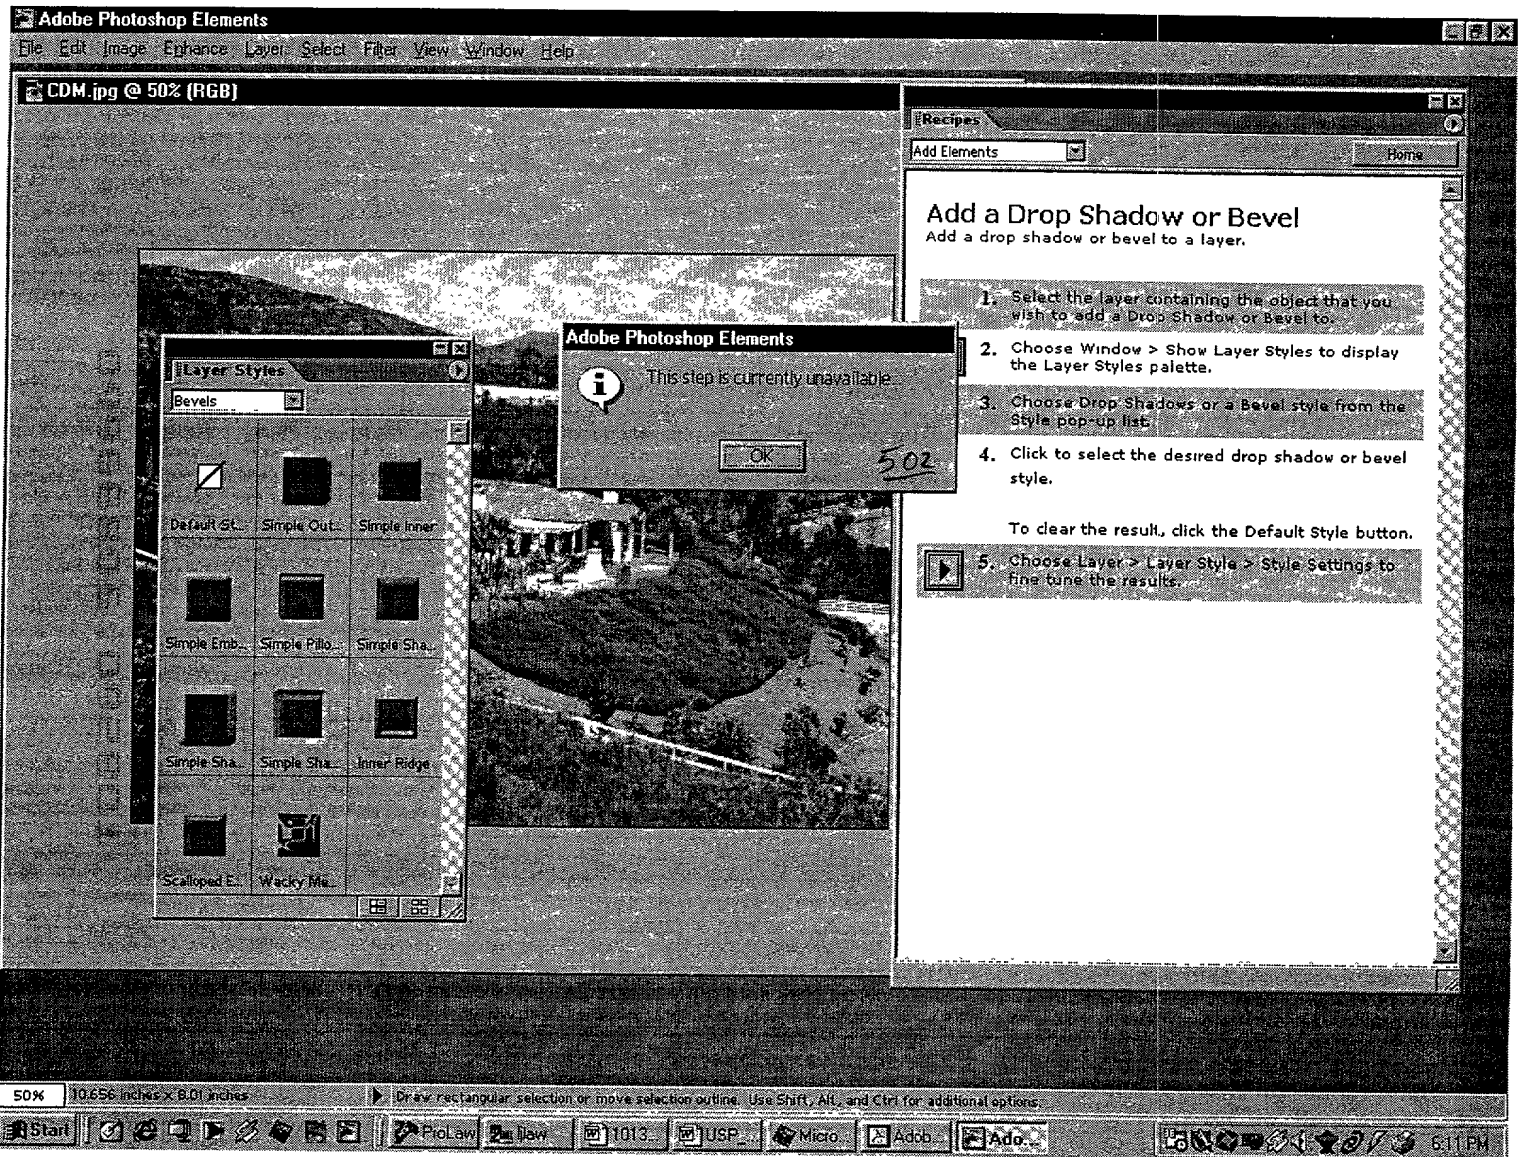 Adobe Photoshop Elements
File Edit Image Enhance Layer Select Filter View Window Help
CDM.jpg @ 50% (RGB)
Recipes
Add Elements
Home
Add a Drop Shadow or Bevel
Add a drop shadow or bevel to a layer.
1. Select the layer containing the object that you
wish to add a Drop Shadow or Bevel to.
2. Choose Window > Show Layer Styles to display
the Layer Styles palette.
3. Choose Drop Shadows or a Bevel style from the
Style pop-up list.
4. Click to select the desired drop shadow or bevel
style.
To clear the result, click the Default Style button.
5. Choose Layer > Layer Style > Style Settings to
fine tune the results.
Adobe Photoshop Elements
This step is currently unavailable.
OK
502
Layer Styles
Bevels
Default St... Simple Out... Simple Inner
Simple Emb... Simple Pillo... Simple Sha...
Simple Sha... Simple Sha... Inner Ridge
Scalloped E... Wacky Me...
50% 10.656 inches x 8.01 inches Draw rectangular selection or move selection outline. Use Shift, Alt, and Ctrl for additional options.
Start ProLaw 1013... USP_... Micro... Adob... Ado... 6:11 PM